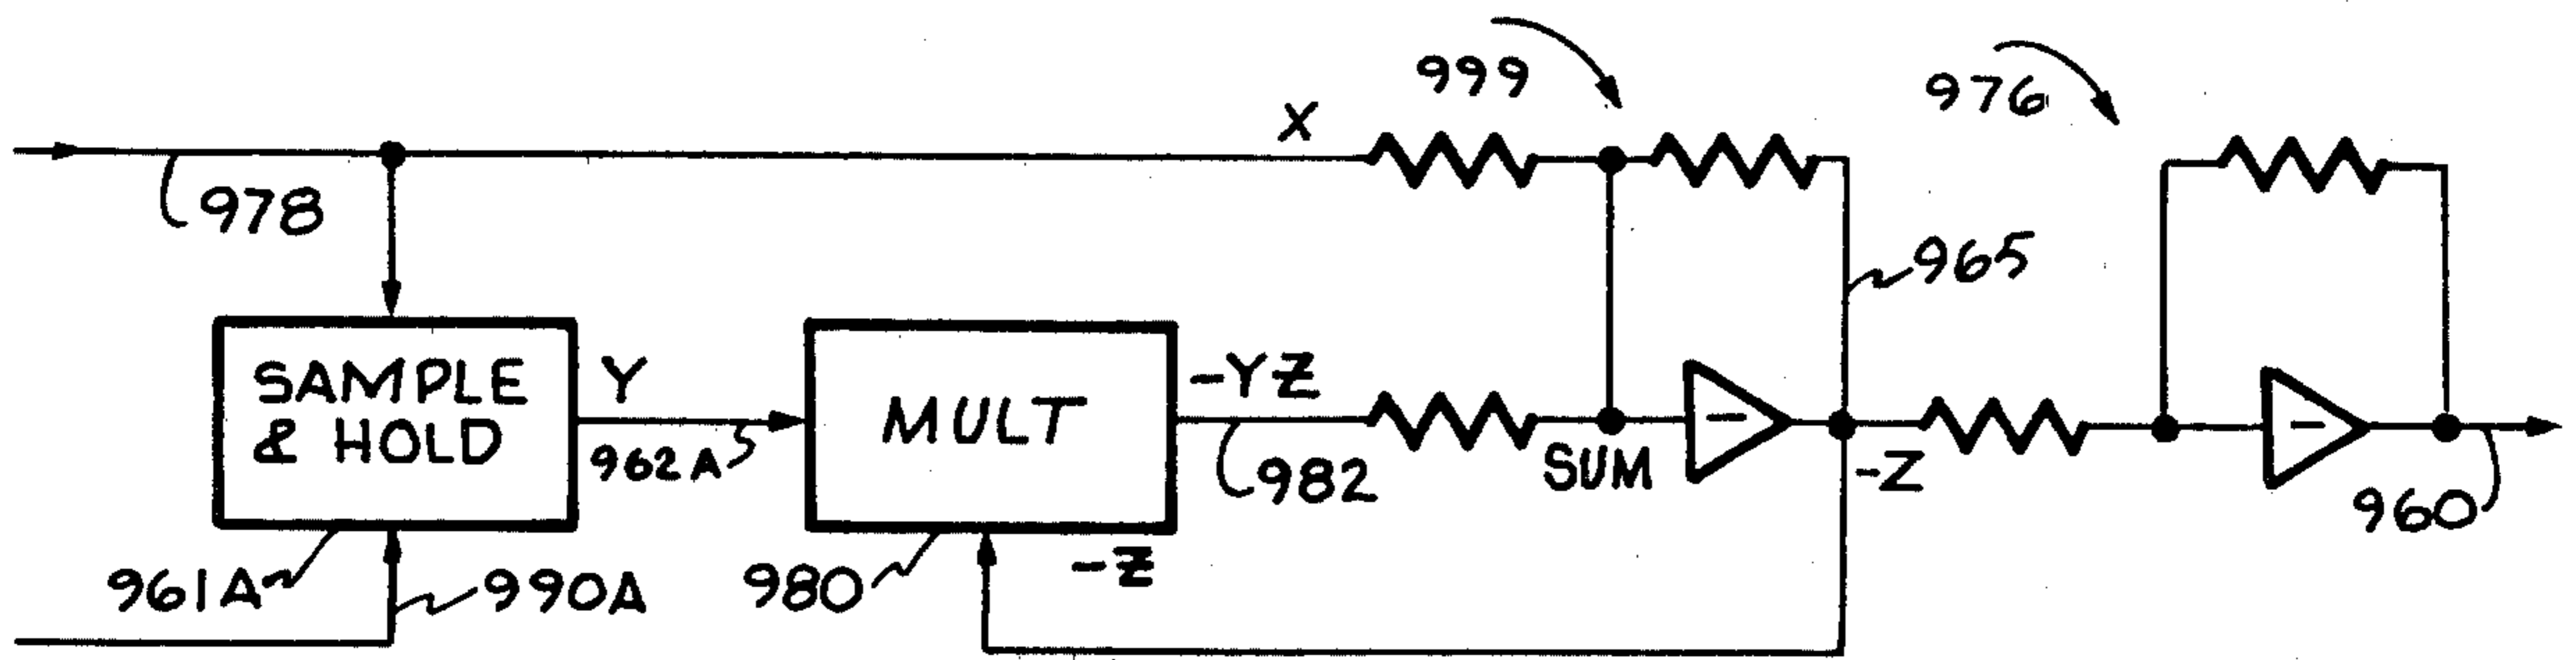 999
976
X
978
965
SAMPLE
& HOLD
Y
962A
MULT
-YZ
982
SUM
-
-Z
-
960
961A
990A
980
-Z